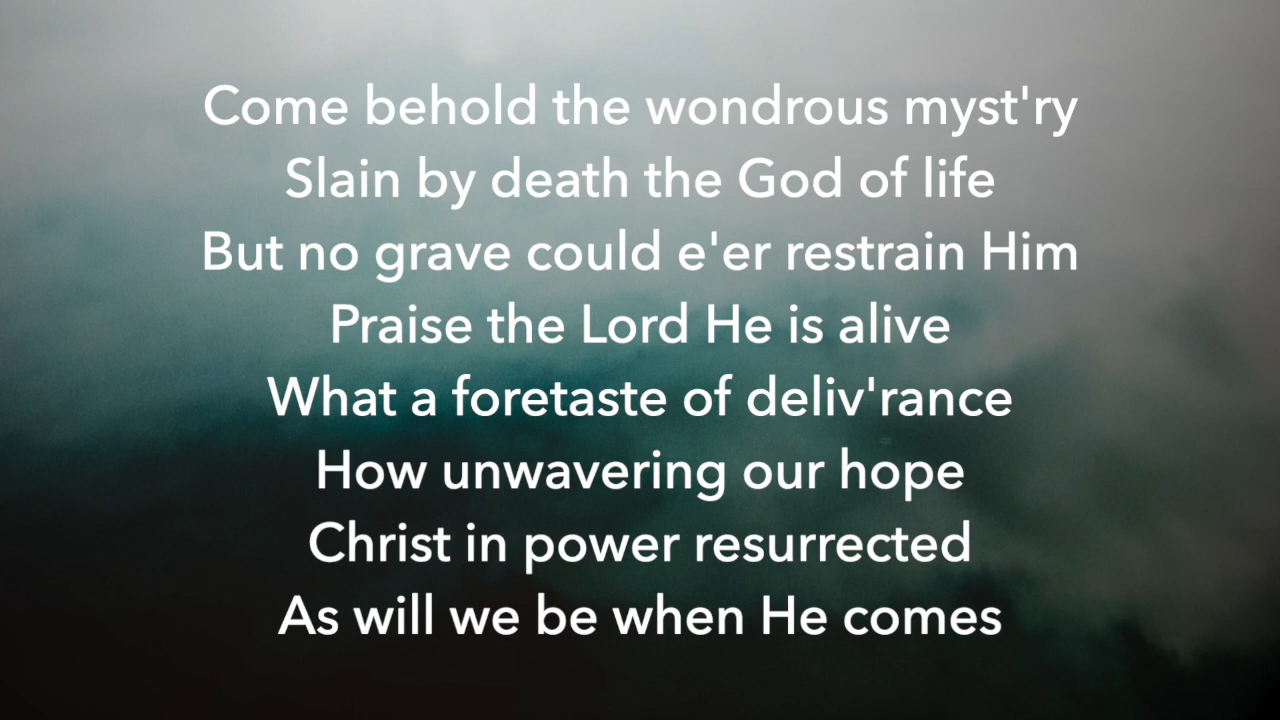 Come behold the wondrous myst'ry
Slain by death the God of life
But no grave could e'er restrain Him
Praise the Lord He is alive
What a foretaste of deliv'rance
How unwavering our hope
Christ in power resurrected
As will we be when He comes